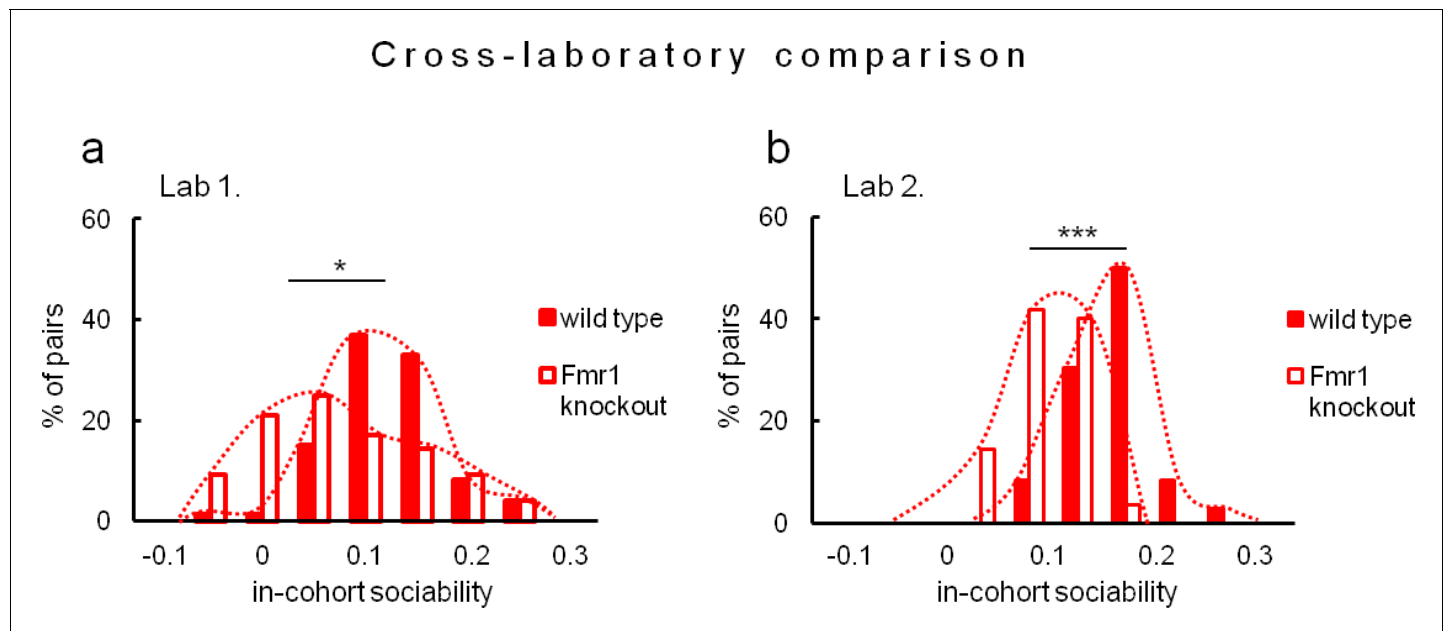 Cross-laboratory comparison
a
Lab 1.
60
40
20
0
% of pairs
*
wild type
Fmr1
knockout
-0.1 0 0.1 0.2 0.3
in-cohort sociability
b
Lab 2.
60
40
20
0
% of pairs
***
wild type
Fmr1
knockout
-0.1 0 0.1 0.2 0.3
in-cohort sociability